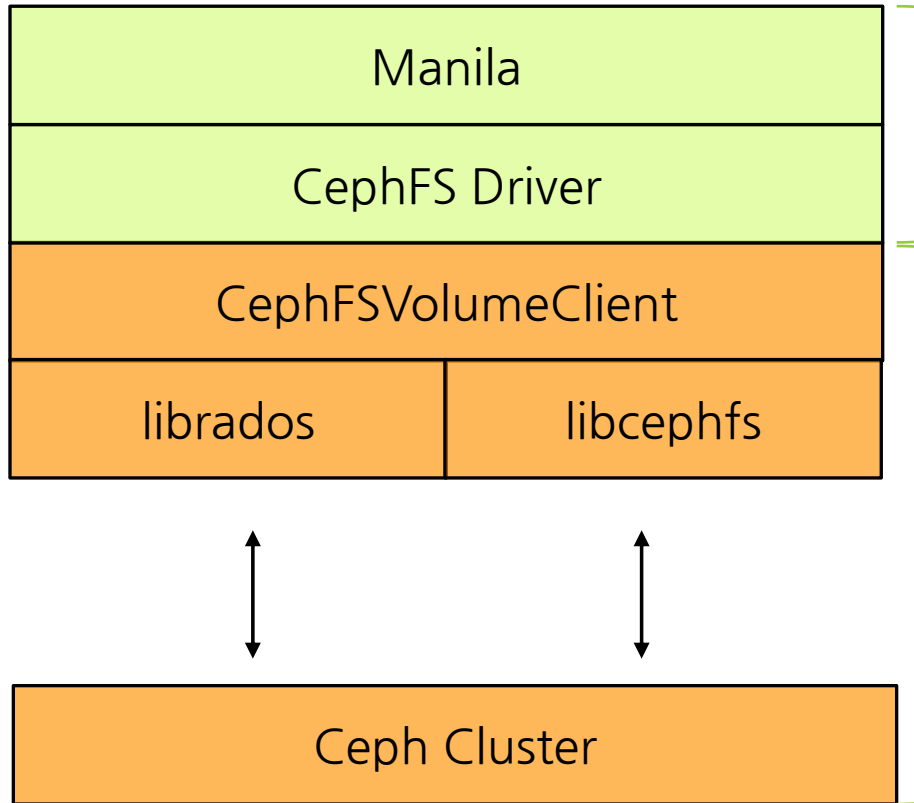 Manila
CephFS Driver
CephFSVolumeClient
librados
libcephfs
Ceph Cluster